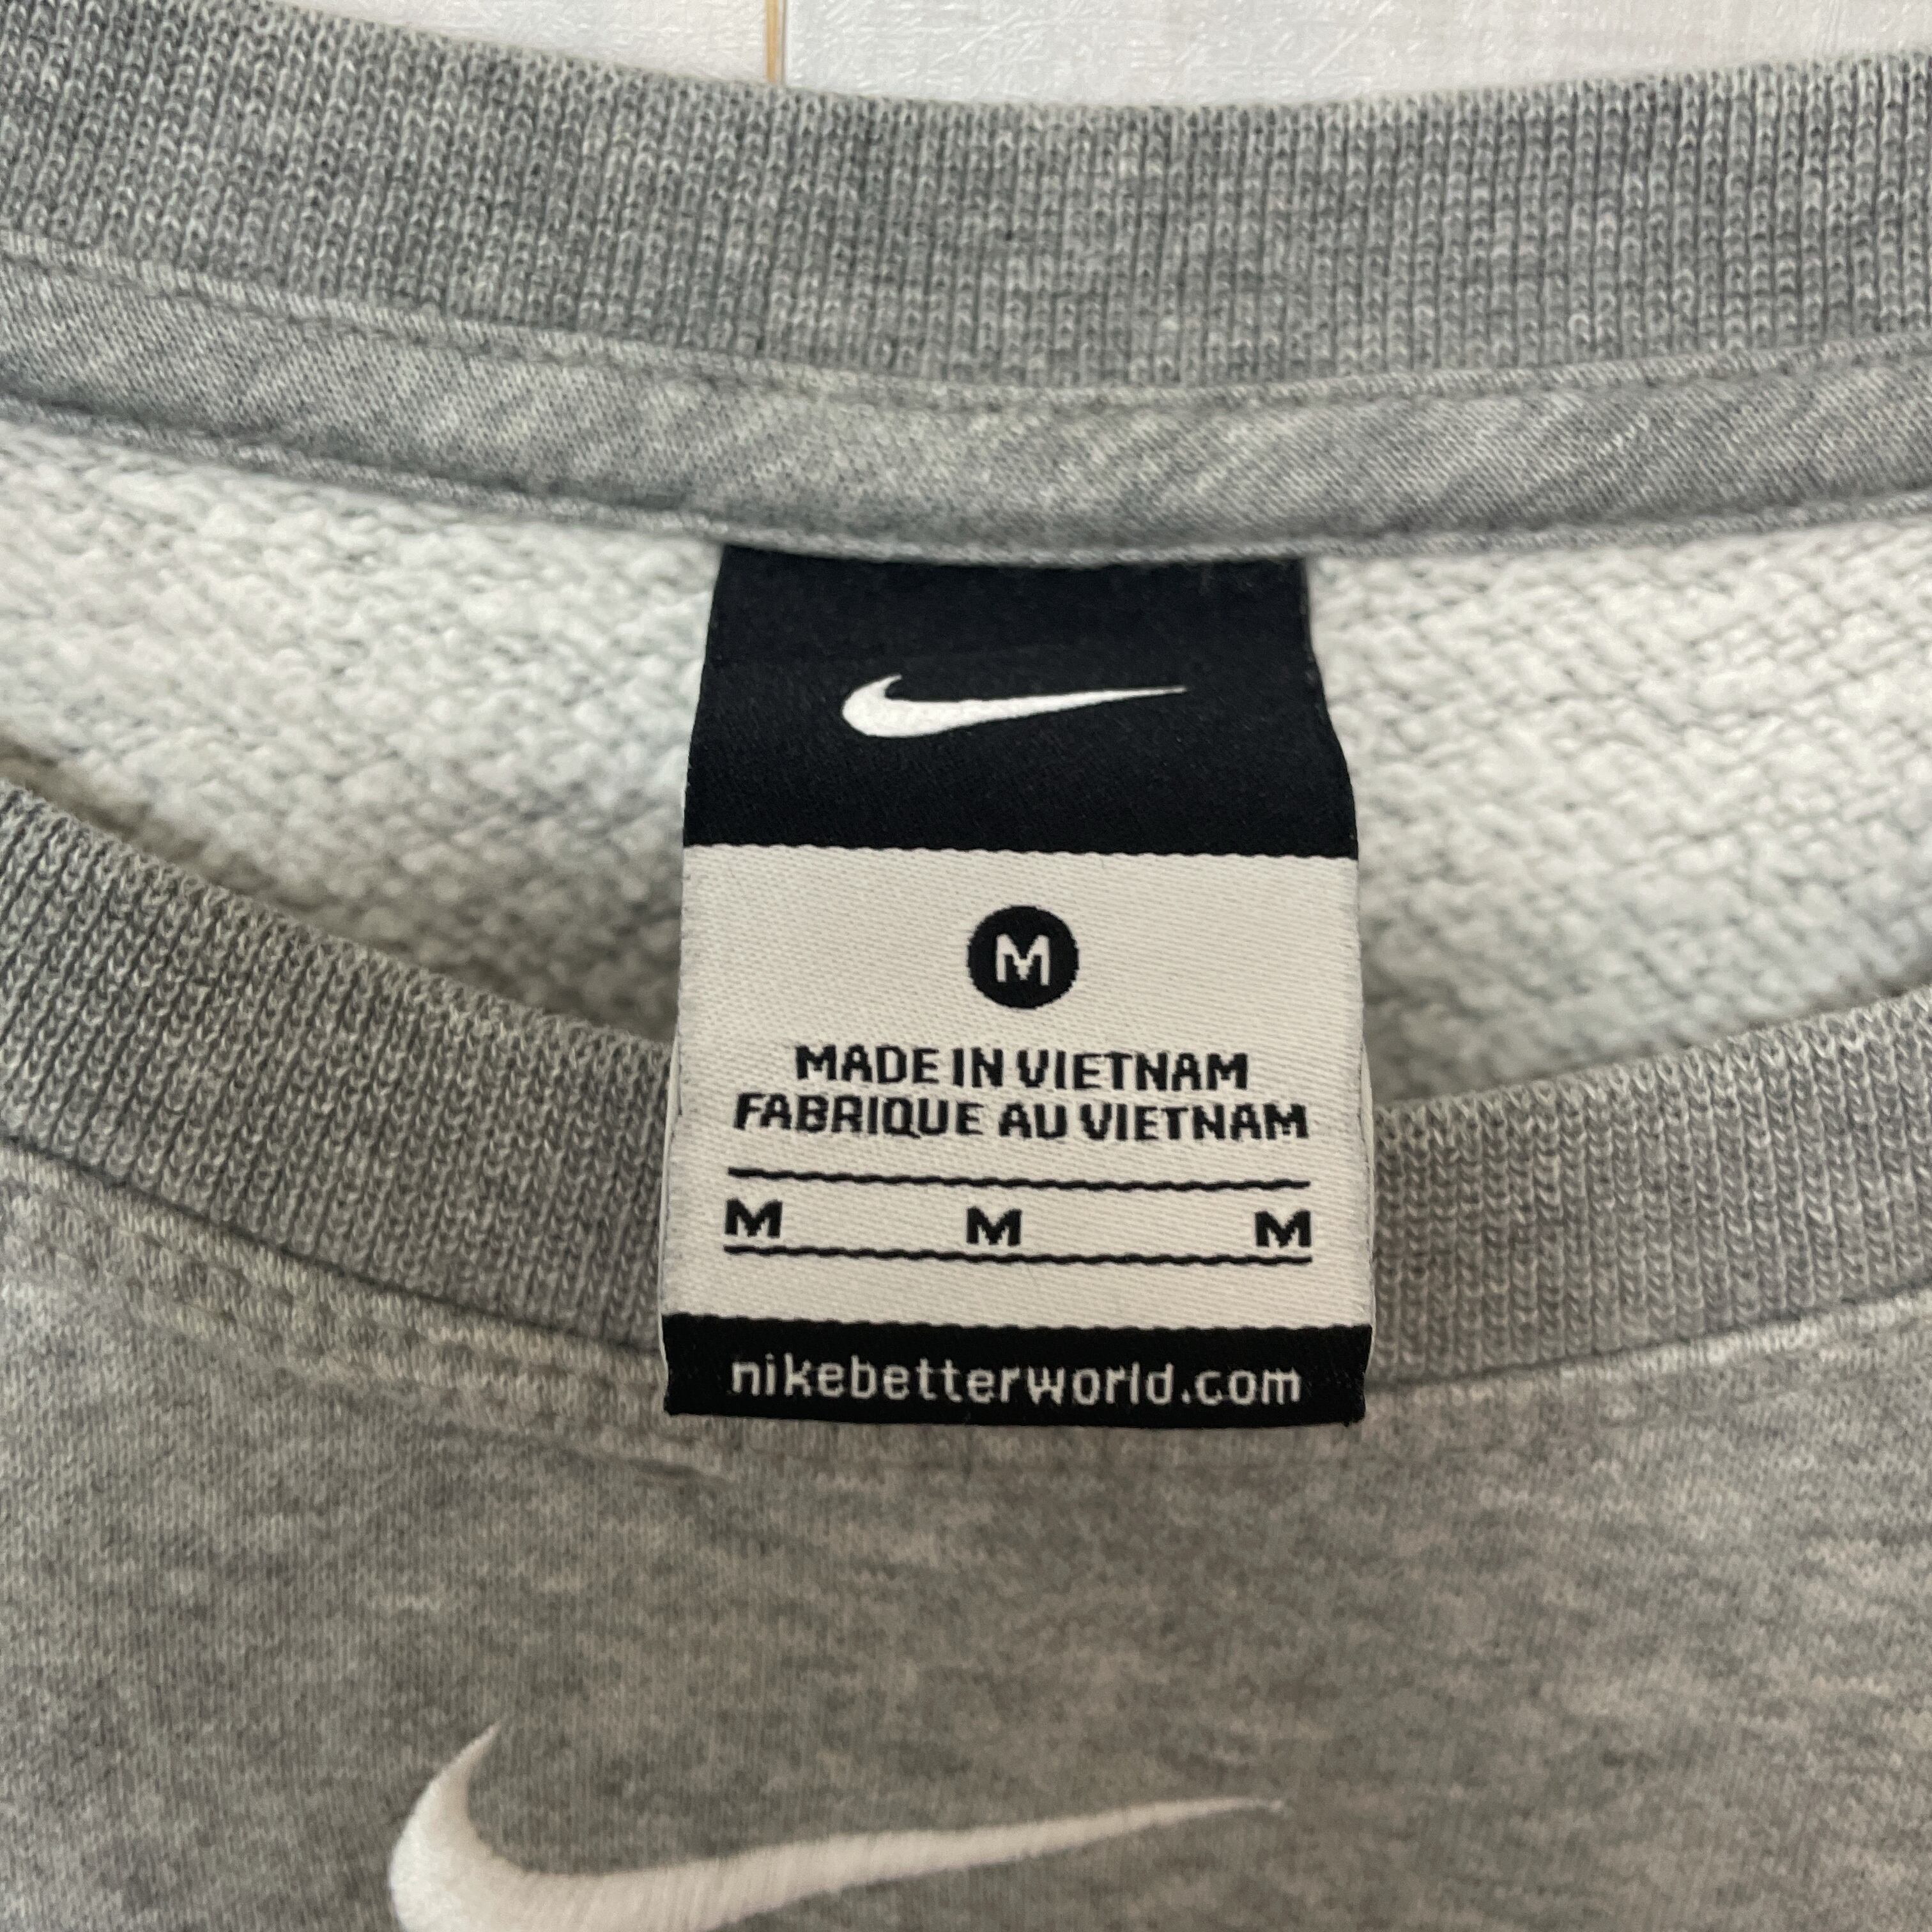 M
MADE IN VIETNAM
FABRIQUE AU VIETNAM
M M M
nikebetterworld.com